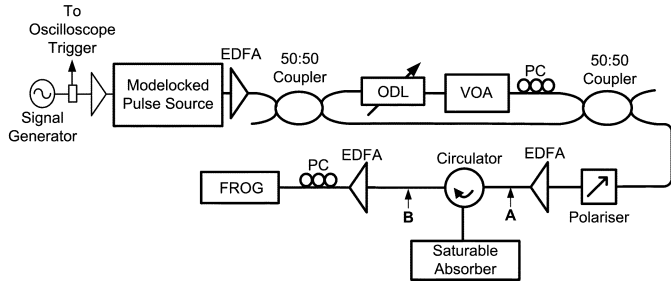 To
Oscilloscope
Trigger
EDFA
50:50
Coupler
50:50
Coupler
Modelocked
Pulse Source
ODL
VOA
PC
Signal
Generator
FROG
PC
EDFA
Circulator
EDFA
B
A
Polariser
Saturable
Absorber